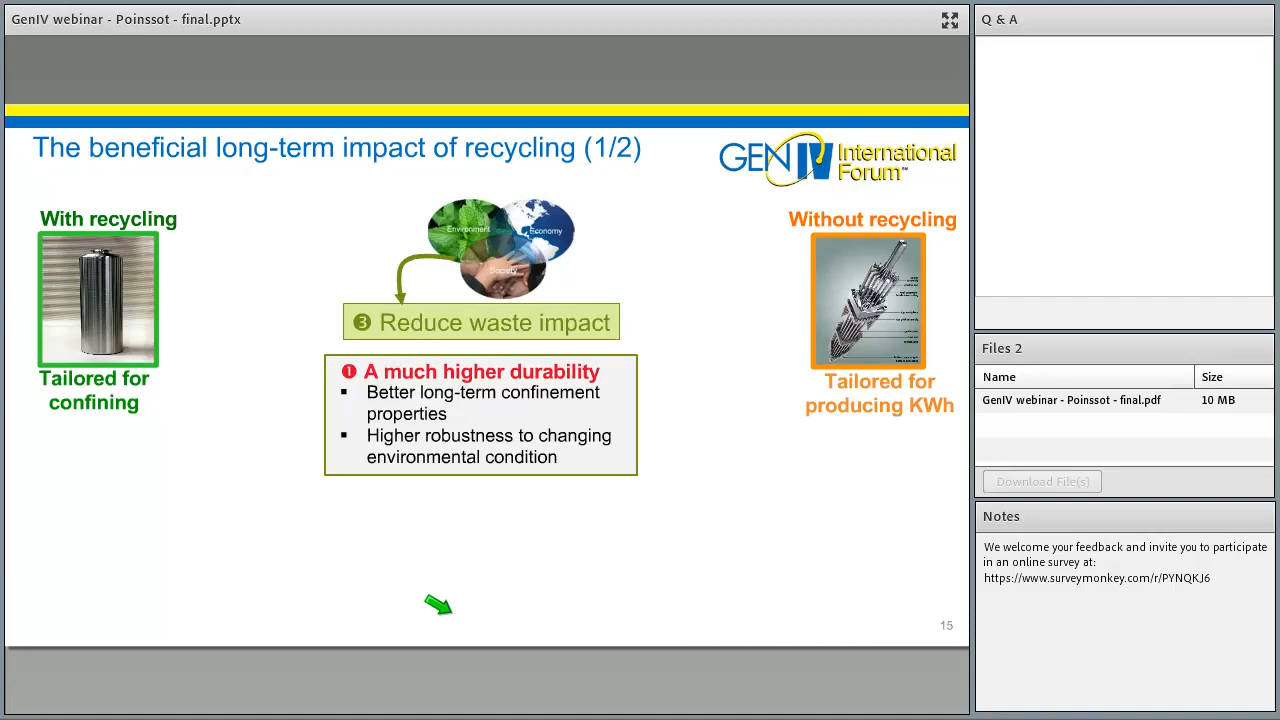 GenIV webinar - Poinssot - final.pptx
The beneficial long-term impact of recycling (1/2)
GEN IV International
Forum™
With recycling
Tailored for
confining
Environment
Economy
Society
❸ Reduce waste impact
❶ A much higher durability
▪ Better long-term confinement
properties
▪ Higher robustness to changing
environmental condition
Without recycling
Tailored for
producing KWh
15
Q & A
Files 2
Name Size
GenIV webinar - Poinssot - final.pdf 10 MB
Download File(s)
Notes
We welcome your feedback and invite you to participate
in an online survey at:
https://www.surveymonkey.com/r/PYNQKJ6